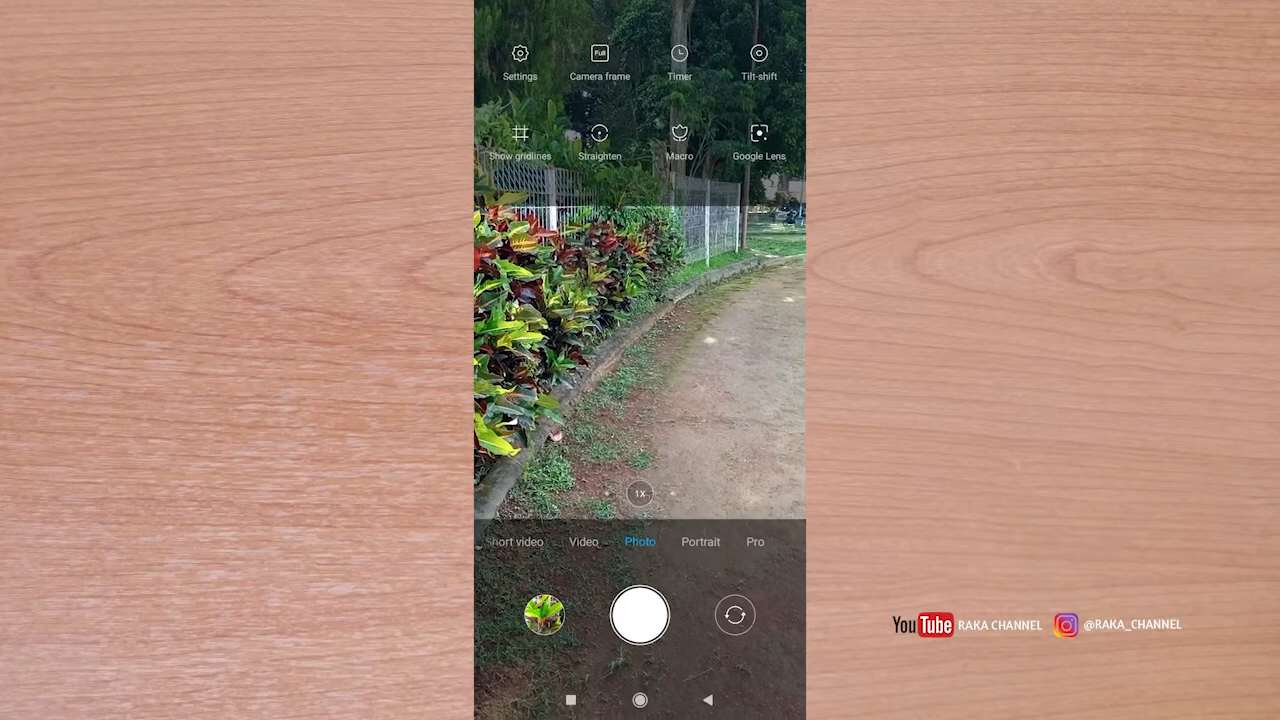 Settings
Full
Camera frame
Timer
Tilt-shift
Show gridlines
Straighten
Macro
Google Lens
1X
hort video
Video
Photo
Portrait
Pro
YouTube RAKA CHANNEL
@RAKA_CHANNEL